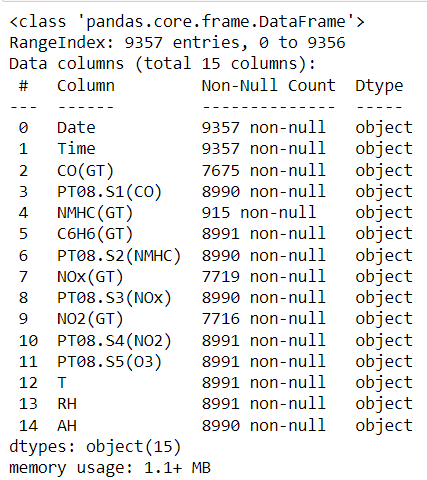 <class 'pandas.core.frame.DataFrame'>
RangeIndex: 9357 entries, 0 to 9356
Data columns (total 15 columns):
 #   Column         Non-Null Count  Dtype
---  ------         --------------  -----
 0   Date           9357 non-null   object
 1   Time           9357 non-null   object
 2   CO(GT)         7675 non-null   object
 3   PT08.S1(CO)    8990 non-null   object
 4   NMHC(GT)       915 non-null    object
 5   C6H6(GT)       8991 non-null   object
 6   PT08.S2(NMHC)  8990 non-null   object
 7   NOx(GT)        7719 non-null   object
 8   PT08.S3(NOx)   8990 non-null   object
 9   NO2(GT)        7716 non-null   object
 10  PT08.S4(NO2)   8991 non-null   object
 11  PT08.S5(O3)    8991 non-null   object
 12  T              8991 non-null   object
 13  RH             8991 non-null   object
 14  AH             8990 non-null   object
dtypes: object(15)
memory usage: 1.1+ MB